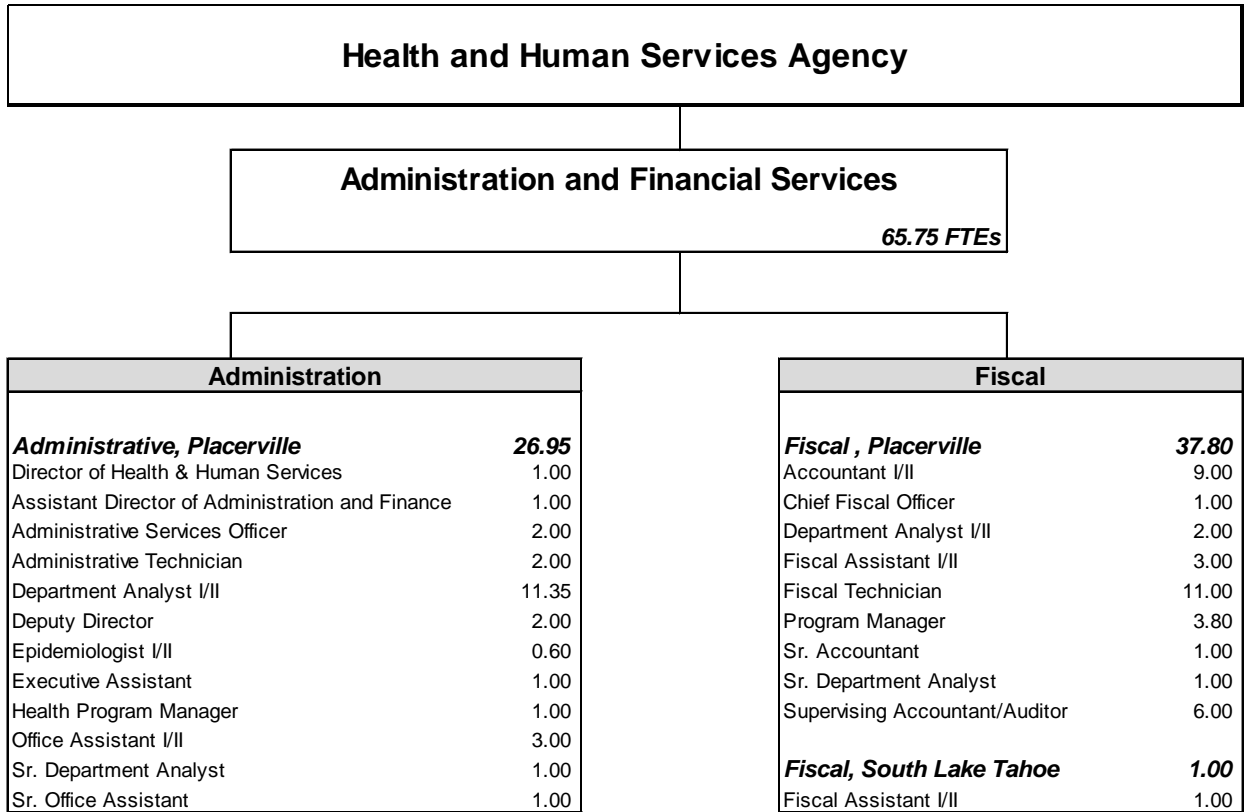 Health and Human Services Agency
Administration and Financial Services
65.75 FTEs
Administration
Administrative, Placerville 26.95
Director of Health & Human Services 1.00
Assistant Director of Administration and Finance 1.00
Administrative Services Officer 2.00
Administrative Technician 2.00
Department Analyst I/II 11.35
Deputy Director 2.00
Epidemiologist I/II 0.60
Executive Assistant 1.00
Health Program Manager 1.00
Office Assistant I/II 3.00
Sr. Department Analyst 1.00
Sr. Office Assistant 1.00
Fiscal
Fiscal , Placerville 37.80
Accountant I/II 9.00
Chief Fiscal Officer 1.00
Department Analyst I/II 2.00
Fiscal Assistant I/II 3.00
Fiscal Technician 11.00
Program Manager 3.80
Sr. Accountant 1.00
Sr. Department Analyst 1.00
Supervising Accountant/Auditor 6.00
Fiscal, South Lake Tahoe 1.00
Fiscal Assistant I/II 1.00